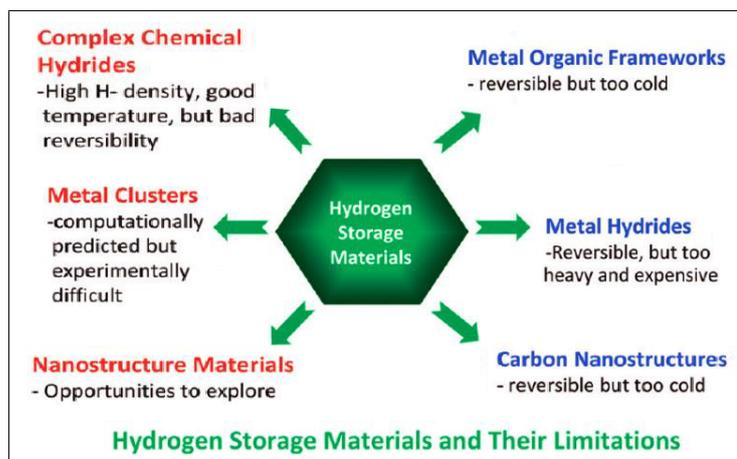 Complex Chemical
Hydrides
-High H- density, good
temperature, but bad
reversibility
Metal Clusters
-computationally
predicted but
experimentally
difficult
Nanostructure Materials
- Opportunities to explore
Hydrogen
Storage
Materials
Metal Organic Frameworks
- reversible but too cold
Metal Hydrides
-Reversible, but too
heavy and expensive
Carbon Nanostructures
- reversible but too cold
Hydrogen Storage Materials and Their Limitations